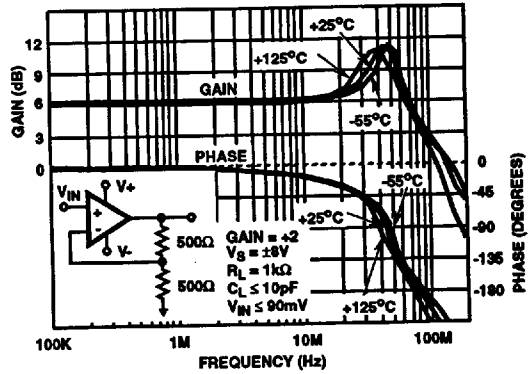 GAIN (dB)
12
9
6
3
0
+25°C
+125°C
GAIN
-55°C
PHASE
0
-45
-90
-135
-180
PHASE (DEGREES)
-55°C
+25°C
+125°C
V+
VIN
+
-
V-
500Ω
500Ω
GAIN = +2
VS = ±8V
RL = 1kΩ
CL ≤ 10pF
VIN ≤ 90mV
100K
1M
10M
100M
FREQUENCY (Hz)